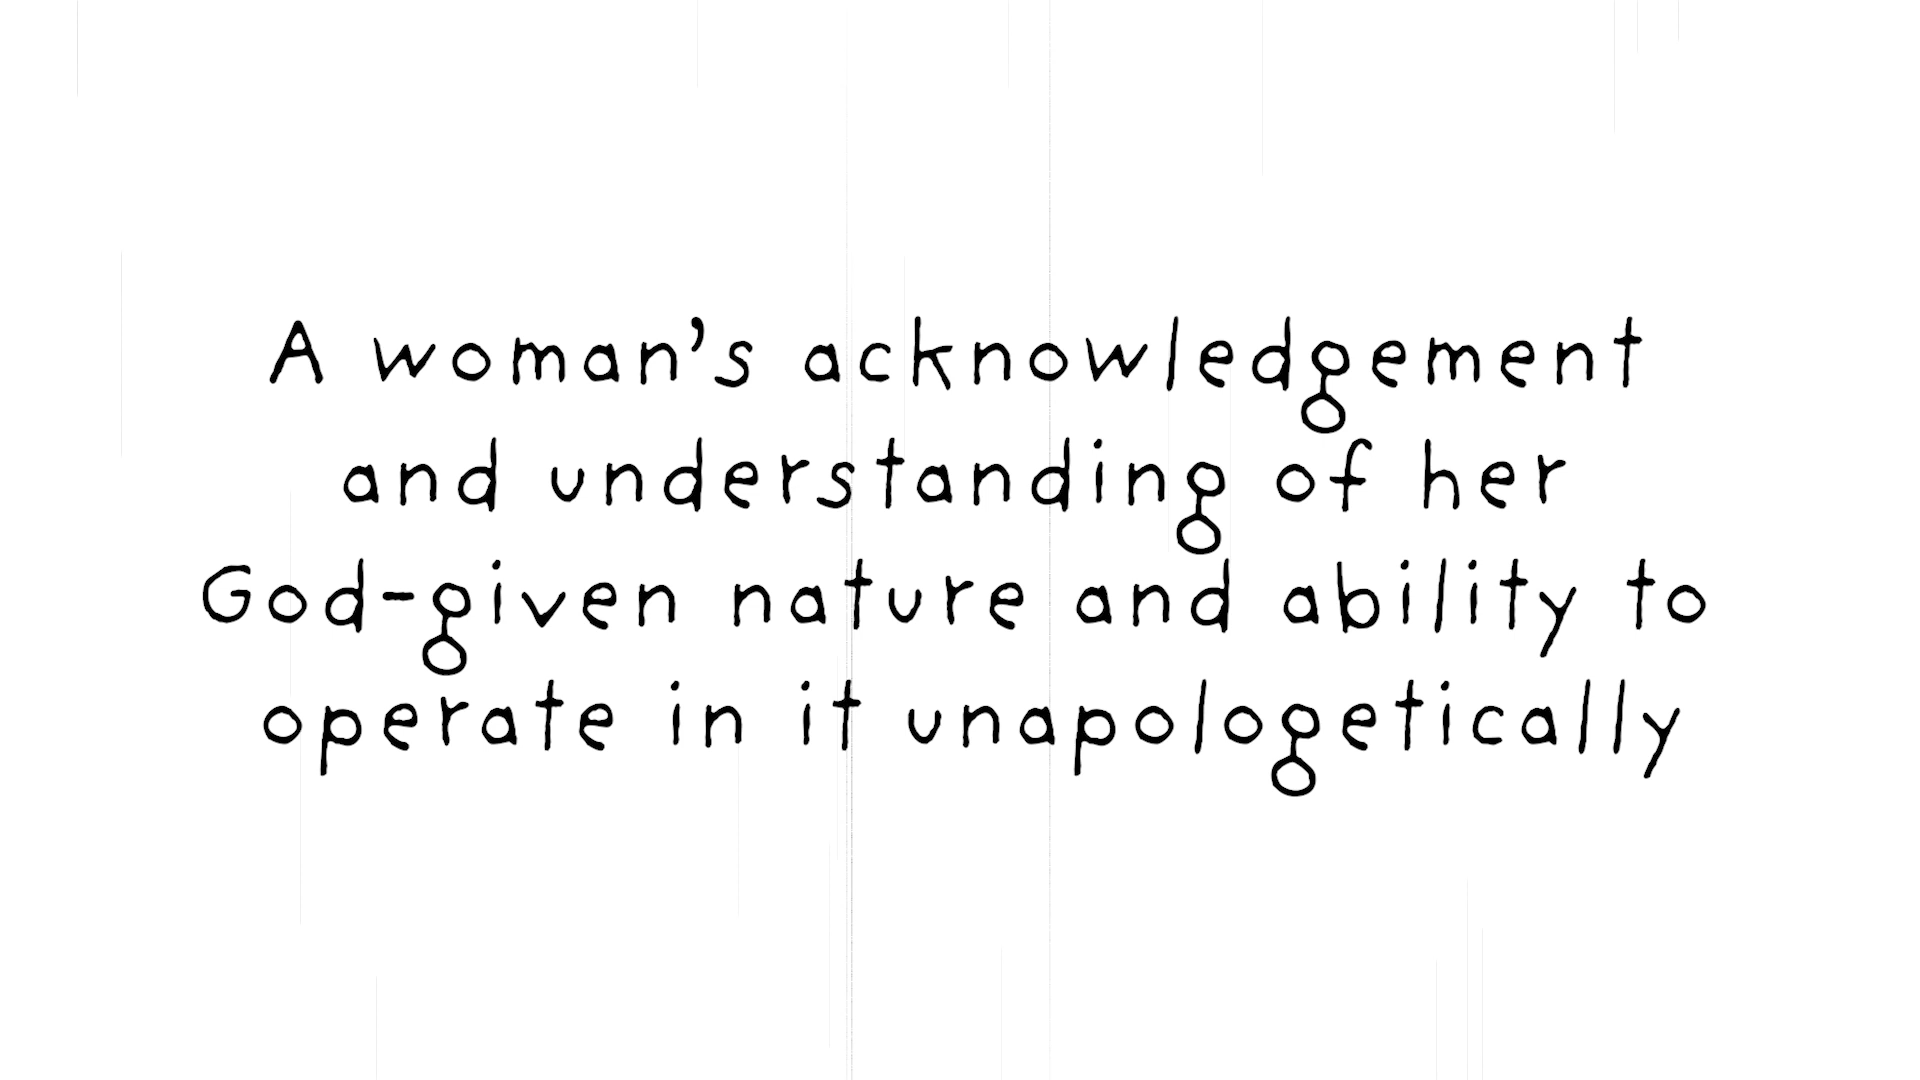 A woman's acknowledgement
and understanding of her
God-given nature and ability to
operate in it unapologetically